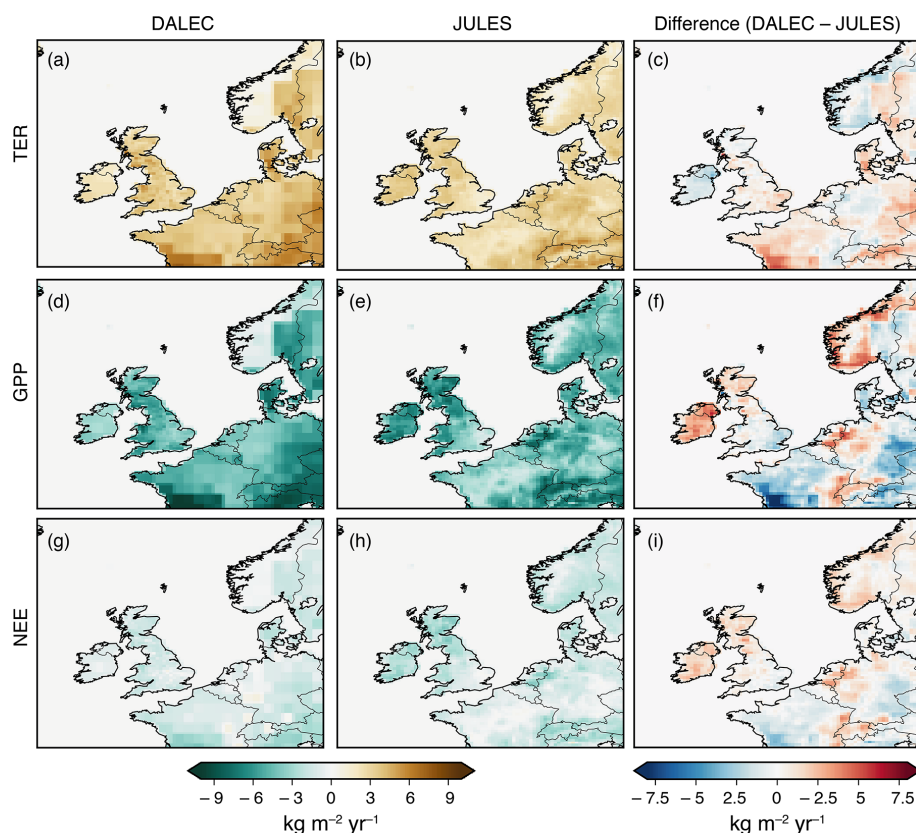 DALEC
JULES
Difference (DALEC – JULES)
TER
(a)
(b)
(c)
GPP
(d)
(e)
(f)
NEE
(g)
(h)
(i)
− 9 − 6 − 3 0 3 6 9
kg m⁻² yr⁻¹
− 7.5 − 5 − 2.5 0 − 2.5 5 7.5
kg m⁻² yr⁻¹